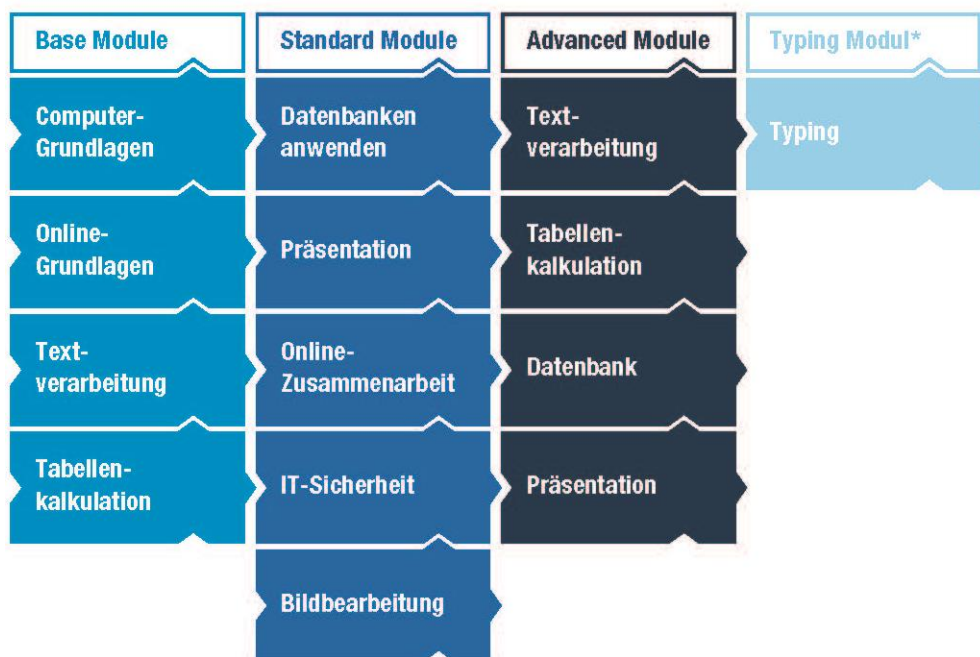 Base Module
Computer-
Grundlagen
Online-
Grundlagen
Text-
verarbeitung
Tabellen-
kalkulation
Standard Module
Datenbanken
anwenden
Präsentation
Online-
Zusammenarbeit
IT-Sicherheit
Bildbearbeitung
Advanced Module
Text-
verarbeitung
Tabellen-
kalkulation
Datenbank
Präsentation
Typing Modul*
Typing